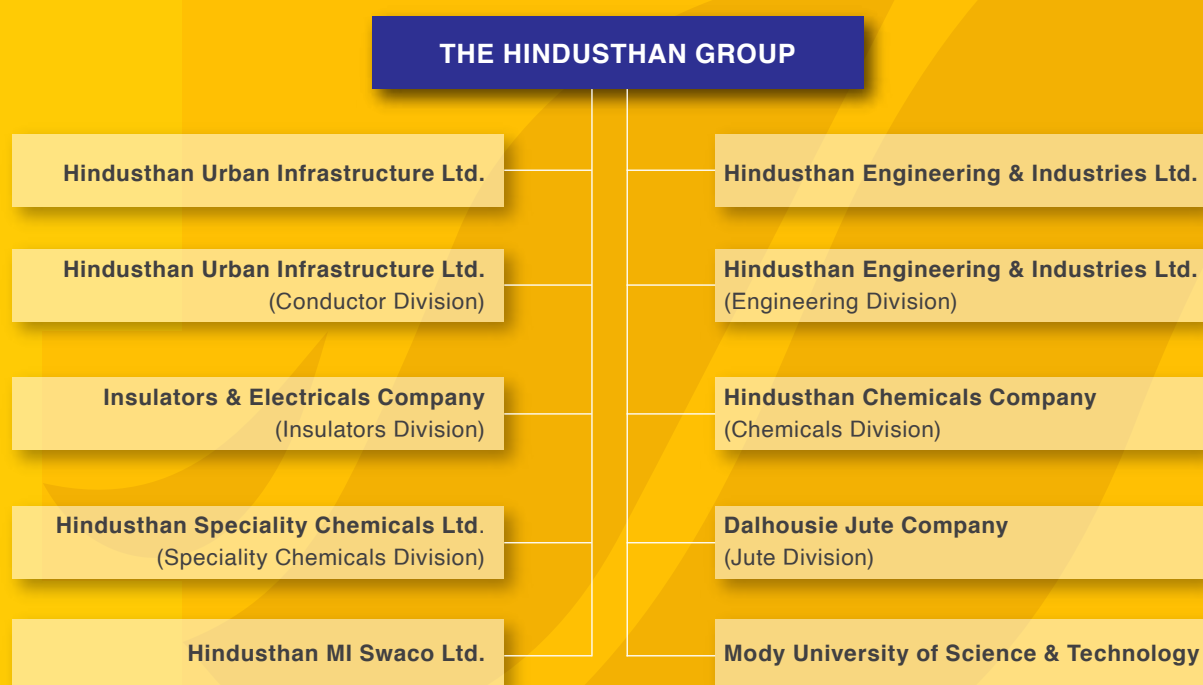 THE HINDUSTHAN GROUP
Hindusthan Urban Infrastructure Ltd.
Hindusthan Urban Infrastructure Ltd.
(Conductor Division)
Insulators & Electricals Company
(Insulators Division)
Hindusthan Speciality Chemicals Ltd.
(Speciality Chemicals Division)
Hindusthan MI Swaco Ltd.
Hindusthan Engineering & Industries Ltd.
Hindusthan Engineering & Industries Ltd.
(Engineering Division)
Hindusthan Chemicals Company
(Chemicals Division)
Dalhousie Jute Company
(Jute Division)
Mody University of Science & Technology